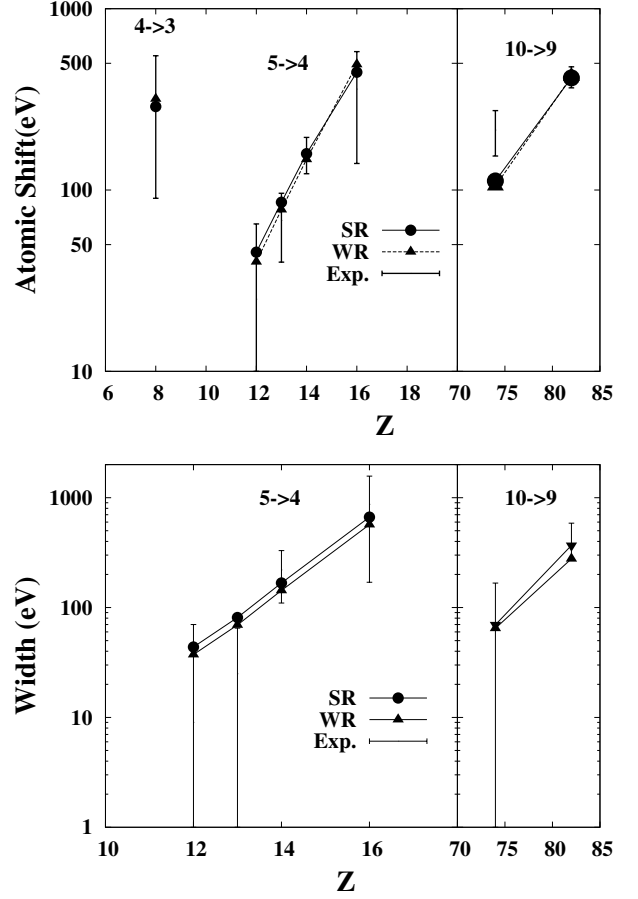 1000
500
100
50
10
Atomic Shift(eV)
4->3
5->4
10->9
SR
WR
Exp.
6 8 10 12 14 16 18 70 75 80 85
Z
1000
100
10
1
Width (eV)
5->4
10->9
SR
WR
Exp.
10 12 14 16 70 75 80 85
Z